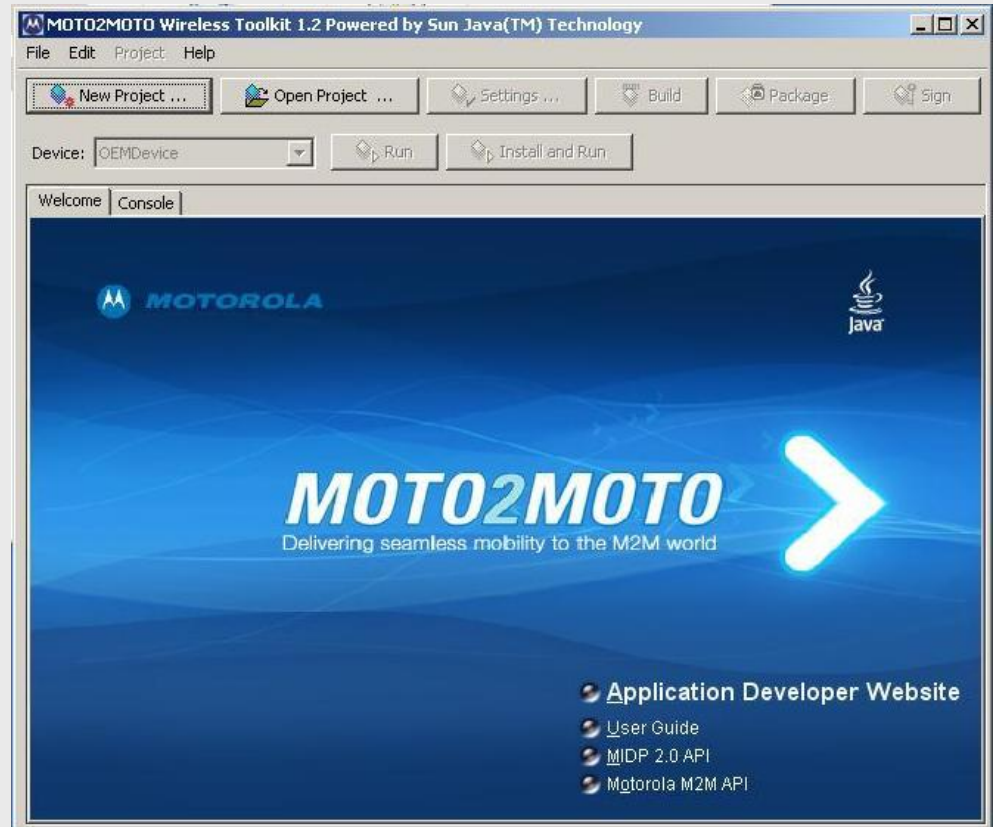 MOTO2MOTO Wireless Toolkit 1.2 Powered by Sun Java(TM) Technology
File Edit Project Help
New Project ... Open Project ... Settings ... Build Package Sign
Device: OEMDevice Run Install and Run
Welcome Console
MOTOROLA
Java
MOTO2MOTO
Delivering seamless mobility to the M2M world
Application Developer Website
User Guide
MIDP 2.0 API
Motorola M2M API